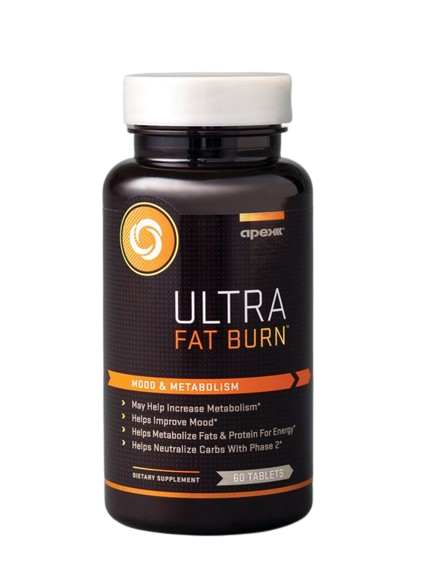 apex
ULTRA
FAT BURN™
MOOD & METABOLISM
May Help Increase Metabolism*
Helps Improve Mood*
Helps Metabolize Fats & Protein For Energy*
Helps Neutralize Carbs With Phase 2*
DIETARY SUPPLEMENT
60 TABLETS